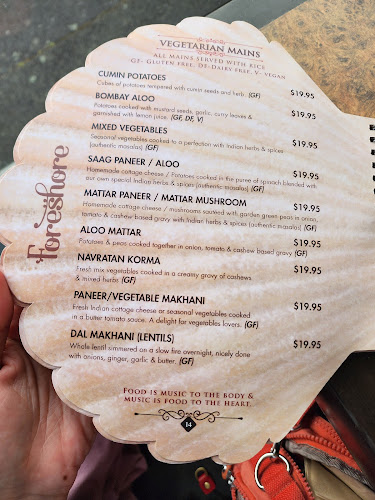 VEGETARIAN MAINS
ALL MAINS SERVED WITH RICE
GF- GLUTEN FREE, DF-DAIRY FREE, V- VEGAN
CUMIN POTATOES $19.95
Cubes of potatoes tempered with cumin seeds and herb. (GF)
BOMBAY ALOO $19.95
Potatoes cooked with mustard seeds, garlic, curry leaves &
garnished with lemon juice. (GF, DF, V)
MIXED VEGETABLES $19.95
Seasonal vegetables cooked to a perfection with Indian herbs & spices
(authentic masalas) (GF)
SAAG PANEER / ALOO $19.95
Homemade cottage cheese / Potatoes cooked in the puree of spinach blended with
our own special Indian herbs & spices (authentic masalas) (GF)
MATTAR PANEER / MATTAR MUSHROOM $19.95
Homemade cottage cheese / mushrooms sautéed with garden green peas in onion,
tomato & cashew based gravy with Indian herbs & spices (authentic masalas) (GF)
ALOO MATTAR $19.95
Potatoes & peas cooked together in onion, tomato & cashew based gravy (GF)
NAVRATAN KORMA $19.95
Fresh mix vegetables cooked in a creamy gravy of cashews
& mixed herbs (GF)
PANEER/VEGETABLE MAKHANI $19.95
Fresh Indian cottage cheese or seasonal vegetables cooked
in a butter tomato sauce. A delight for vegetables lovers. (GF)
DAL MAKHANI (LENTILS) $19.95
Whole lentil simmered on a slow fire overnight, nicely done
with onions, ginger, garlic & butter. (GF)
FOOD IS MUSIC TO THE BODY &
MUSIC IS FOOD TO THE HEART.
14
foreshore